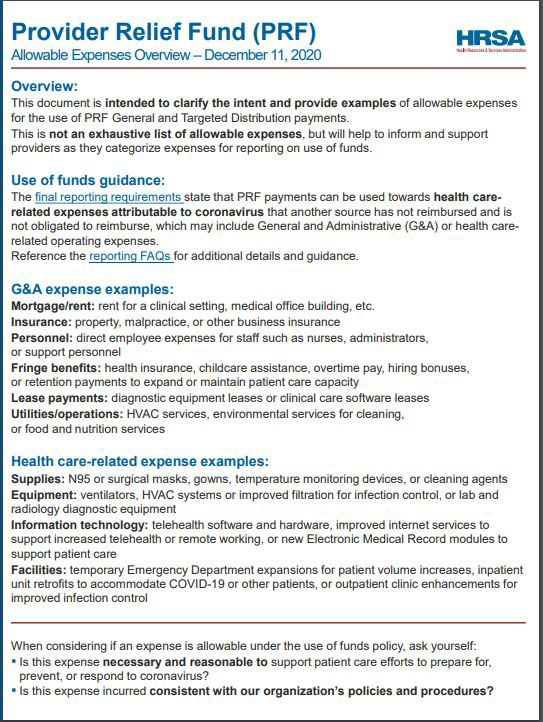 Provider Relief Fund (PRF)
Allowable Expenses Overview – December 11, 2020
HRSA
Health Resources & Services Administration
Overview:
This document is intended to clarify the intent and provide examples of allowable expenses
for the use of PRF General and Targeted Distribution payments.
This is not an exhaustive list of allowable expenses, but will help to inform and support
providers as they categorize expenses for reporting on use of funds.
Use of funds guidance:
The final reporting requirements state that PRF payments can be used towards health care-
related expenses attributable to coronavirus that another source has not reimbursed and is
not obligated to reimburse, which may include General and Administrative (G&A) or health care-
related operating expenses.
Reference the reporting FAQs for additional details and guidance.
G&A expense examples:
Mortgage/rent: rent for a clinical setting, medical office building, etc.
Insurance: property, malpractice, or other business insurance
Personnel: direct employee expenses for staff such as nurses, administrators,
or support personnel
Fringe benefits: health insurance, childcare assistance, overtime pay, hiring bonuses,
or retention payments to expand or maintain patient care capacity
Lease payments: diagnostic equipment leases or clinical care software leases
Utilities/operations: HVAC services, environmental services for cleaning,
or food and nutrition services
Health care-related expense examples:
Supplies: N95 or surgical masks, gowns, temperature monitoring devices, or cleaning agents
Equipment: ventilators, HVAC systems or improved filtration for infection control, or lab and
radiology diagnostic equipment
Information technology: telehealth software and hardware, improved internet services to
support increased telehealth or remote working, or new Electronic Medical Record modules to
support patient care
Facilities: temporary Emergency Department expansions for patient volume increases, inpatient
unit retrofits to accommodate COVID-19 or other patients, or outpatient clinic enhancements for
improved infection control
When considering if an expense is allowable under the use of funds policy, ask yourself:
▪ Is this expense necessary and reasonable to support patient care efforts to prepare for,
prevent, or respond to coronavirus?
▪ Is this expense incurred consistent with our organization's policies and procedures?